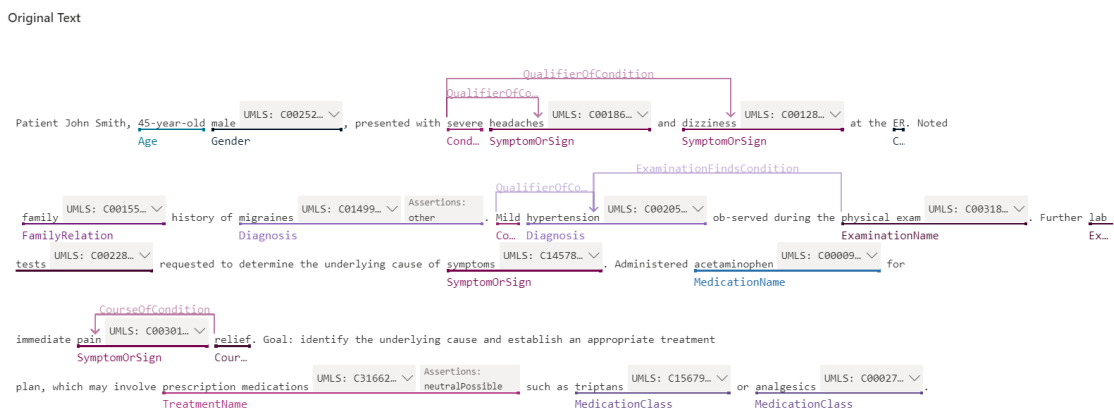 Original Text
QualifierOfCondition
QualifierOfCo…
Patient John Smith, 45-year-old male UMLS: C00252… , presented with severe headaches UMLS: C00186… and dizziness UMLS: C00128… at the ER. Noted
Age Gender Cond… SymptomOrSign SymptomOrSign C…
ExaminationFindsCondition
QualifierOfCo…
family UMLS: C00155… history of migraines UMLS: C01499… Assertions: other . Mild hypertension UMLS: C00205… ob-served during the physical exam UMLS: C00318… . Further lab
FamilyRelation Diagnosis Co… Diagnosis ExaminationName Ex…
tests UMLS: C00228… requested to determine the underlying cause of symptoms UMLS: C14578… . Administered acetaminophen UMLS: C00009… for
SymptomOrSign MedicationName
CourseOfCondition
immediate pain UMLS: C00301… relief. Goal: identify the underlying cause and establish an appropriate treatment
SymptomOrSign Cour…
plan, which may involve prescription medications UMLS: C31662… Assertions: neutralPossible such as triptans UMLS: C15679… or analgesics UMLS: C00027… .
TreatmentName MedicationClass MedicationClass